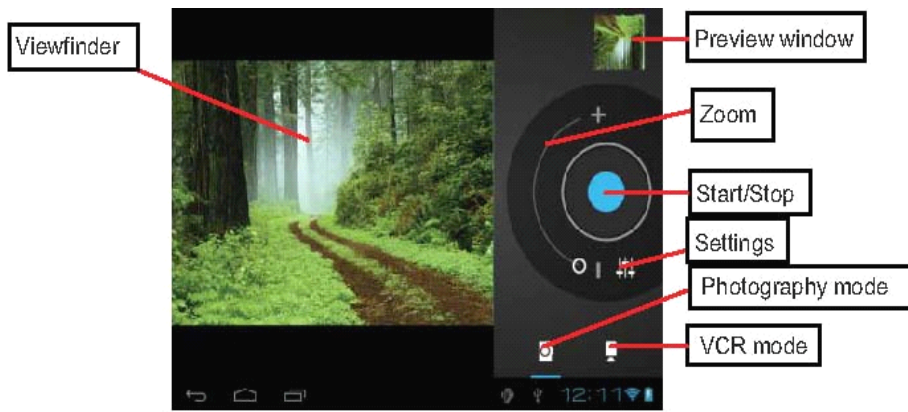 Viewfinder
Preview window
Zoom
Start/Stop
Settings
Photography mode
VCR mode
12:11